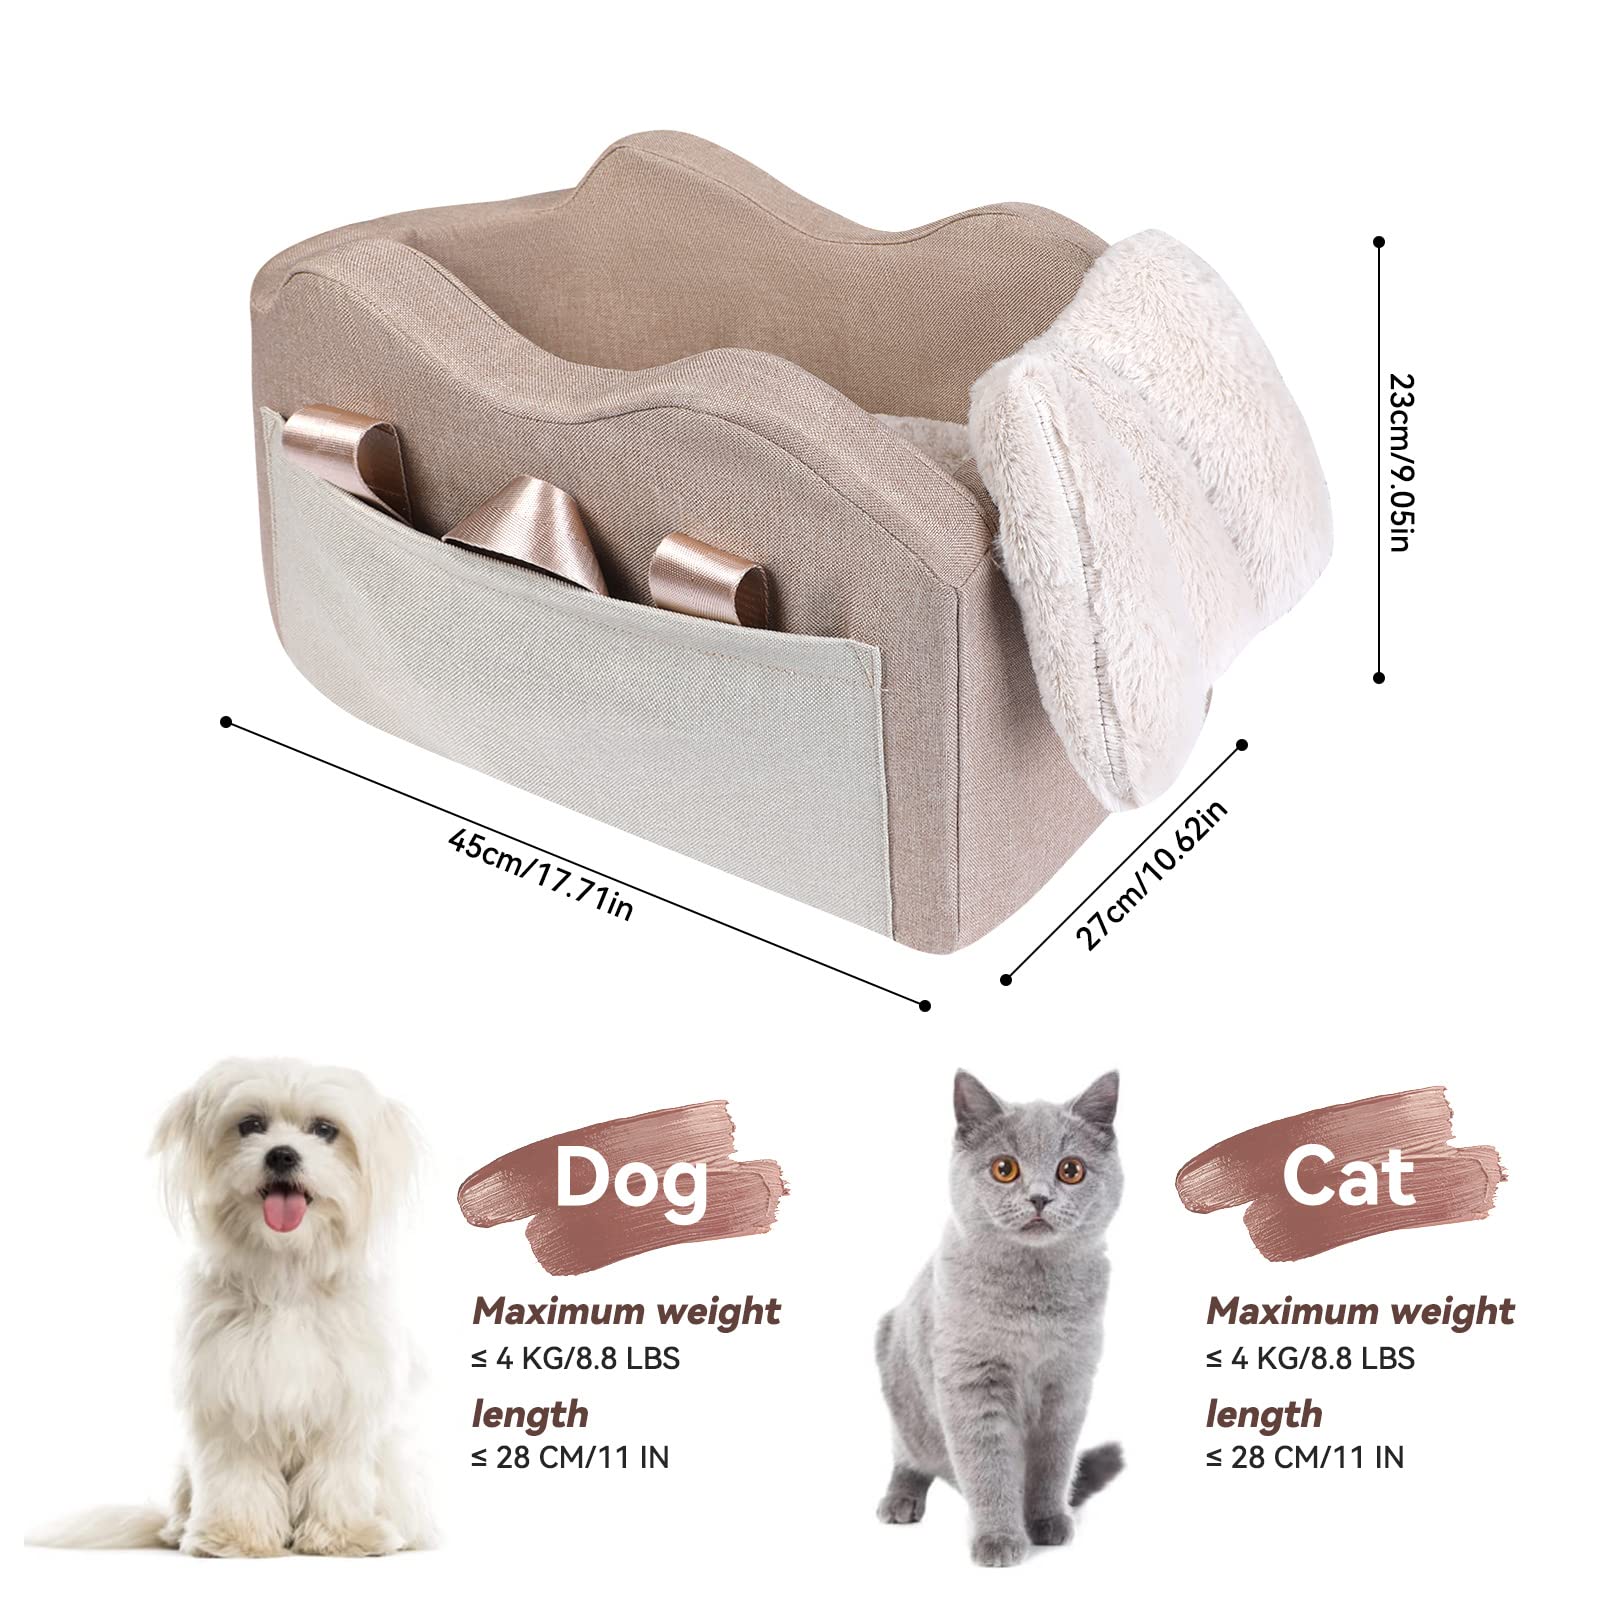 23cm/9.05in
45cm/17.71in
27cm/10.62in
Dog
Maximum weight
≤ 4 KG/8.8 LBS
length
≤ 28 CM/11 IN
Cat
Maximum weight
≤ 4 KG/8.8 LBS
length
≤ 28 CM/11 IN